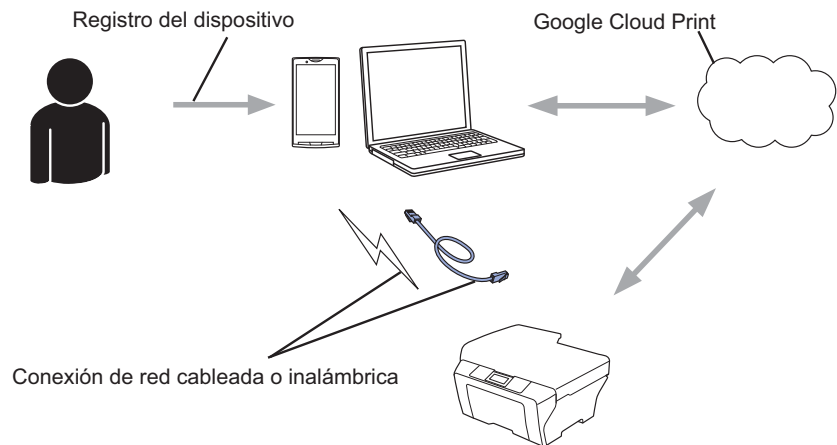 Registro del dispositivo
Google Cloud Print
Conexión de red cableada o inalámbrica